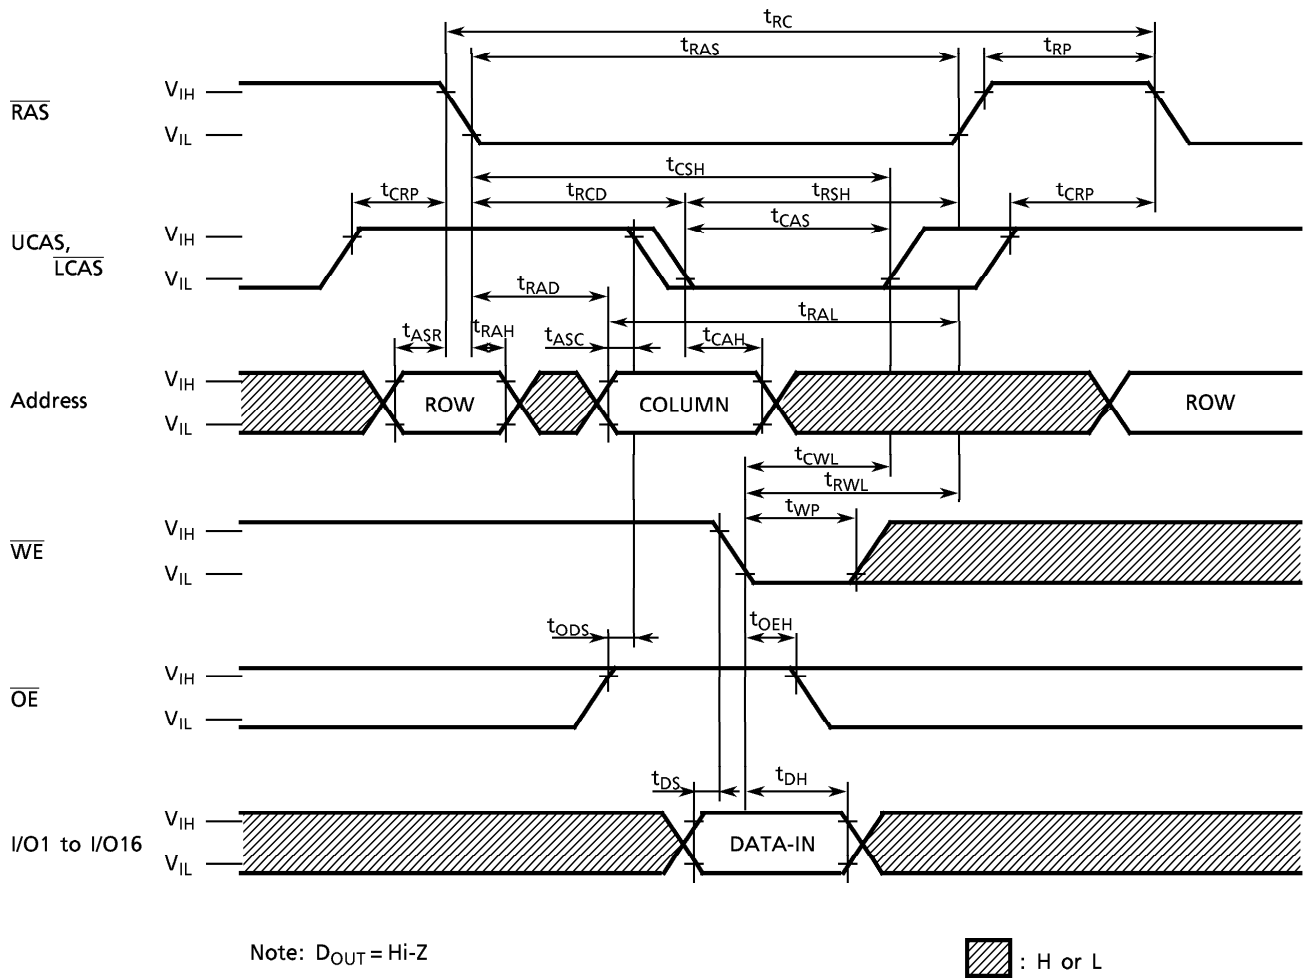 tRC
tRAS
tRP
RAS
VIH
VIL
tCSH
tCRP
tRCD
tRSH
tCRP
tCAS
UCAS,
LCAS
VIH
VIL
tRAD
tRAL
tASR
tRAH
tASC
tCAH
Address
VIH
VIL
ROW
COLUMN
ROW
tCWL
tRWL
tWP
WE
VIH
VIL
tODS
tOEH
OE
VIH
VIL
tDS
tDH
I/O1 to I/O16
VIH
VIL
DATA-IN
Note: DOUT = Hi-Z
: H or L